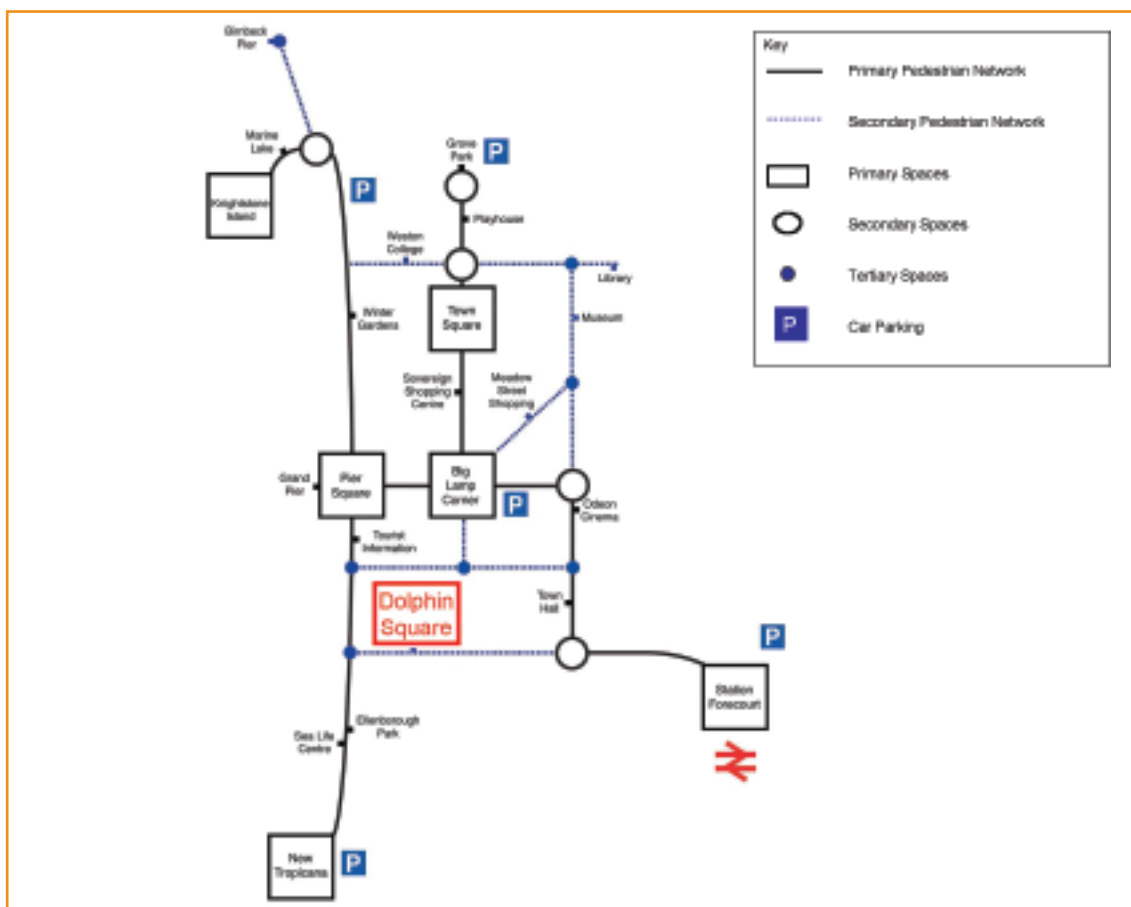 Birnbeck
Pier
Marine
Lake
Knightstone
Island
P
Grove
Park
P
Playhouse
Weston
College
Library
Winter
Gardens
Town
Square
Museum
Sovereign
Shopping
Centre
Meadow
Street
Shopping
Grand
Pier
Pier
Square
Big
Lamp
Corner
P
Odeon
Cinema
Tourist
Information
Dolphin
Square
Town
Hall
P
Station
Forecourt
Ellenborough
Park
Sea Life
Centre
New
Tropicana
P
Key
Primary Pedestrian Network
Secondary Pedestrian Network
Primary Spaces
Secondary Spaces
Tertiary Spaces
P
Car Parking